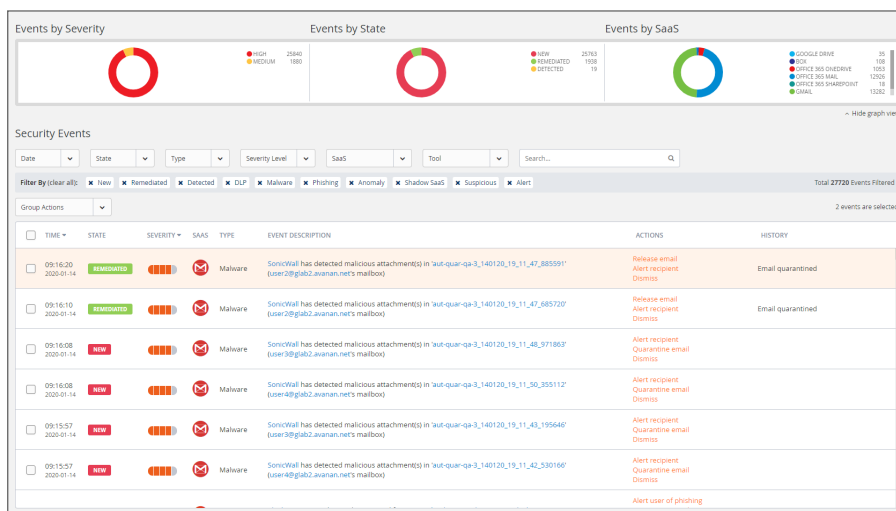 Events by Severity
Events by State
Events by SaaS
HIGH 25840
MEDIUM 1880
NEW 25763
REMEDIATED 1938
DETECTED 19
GOOGLE DRIVE 35
BOX 108
OFFICE 365 ONEDRIVE 1053
OFFICE 365 MAIL 12926
OFFICE 365 SHAREPOINT 18
GMAIL 13282
Hide graph view
Security Events
Date State Type Severity Level SaaS Tool Search...
Filter By (clear all): × New × Remediated × Detected × DLP × Malware × Phishing × Anomaly × Shadow SaaS × Suspicious × Alert Total 27720 Events Filtered
Group Actions 2 events are selected
TIME STATE SEVERITY SAAS TYPE EVENT DESCRIPTION ACTIONS HISTORY
09:16:20
2020-01-14
REMEDIATED
Malware
SonicWall has detected malicious attachment(s) in 'aut-quar-qa-3_140120_19_11_47_885591'
(user2@glab2.avanan.net's mailbox)
Release email
Alert recipient
Dismiss
Email quarantined
09:16:10
2020-01-14
REMEDIATED
Malware
SonicWall has detected malicious attachment(s) in 'aut-quar-qa-3_140120_19_11_47_685720'
(user2@glab2.avanan.net's mailbox)
Release email
Alert recipient
Dismiss
Email quarantined
09:16:08
2020-01-14
NEW
Malware
SonicWall has detected malicious attachment(s) in 'aut-quar-qa-3_140120_19_11_48_971863'
(user3@glab2.avanan.net's mailbox)
Alert recipient
Quarantine email
Dismiss
09:16:08
2020-01-14
NEW
Malware
SonicWall has detected malicious attachment(s) in 'aut-quar-qa-3_140120_19_11_50_355112'
(user4@glab2.avanan.net's mailbox)
Alert recipient
Quarantine email
Dismiss
09:15:57
2020-01-14
NEW
Malware
SonicWall has detected malicious attachment(s) in 'aut-quar-qa-3_140120_19_11_43_195646'
(user3@glab2.avanan.net's mailbox)
Alert recipient
Quarantine email
Dismiss
09:15:57
2020-01-14
NEW
Malware
SonicWall has detected malicious attachment(s) in 'aut-quar-qa-3_140120_19_11_42_530166'
(user4@glab2.avanan.net's mailbox)
Alert recipient
Quarantine email
Dismiss
Alert user of phishing